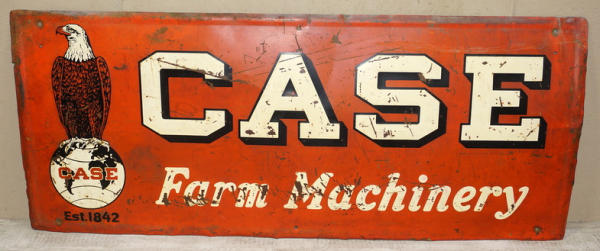 CASE
Farm Machinery
CASE
Est.1842